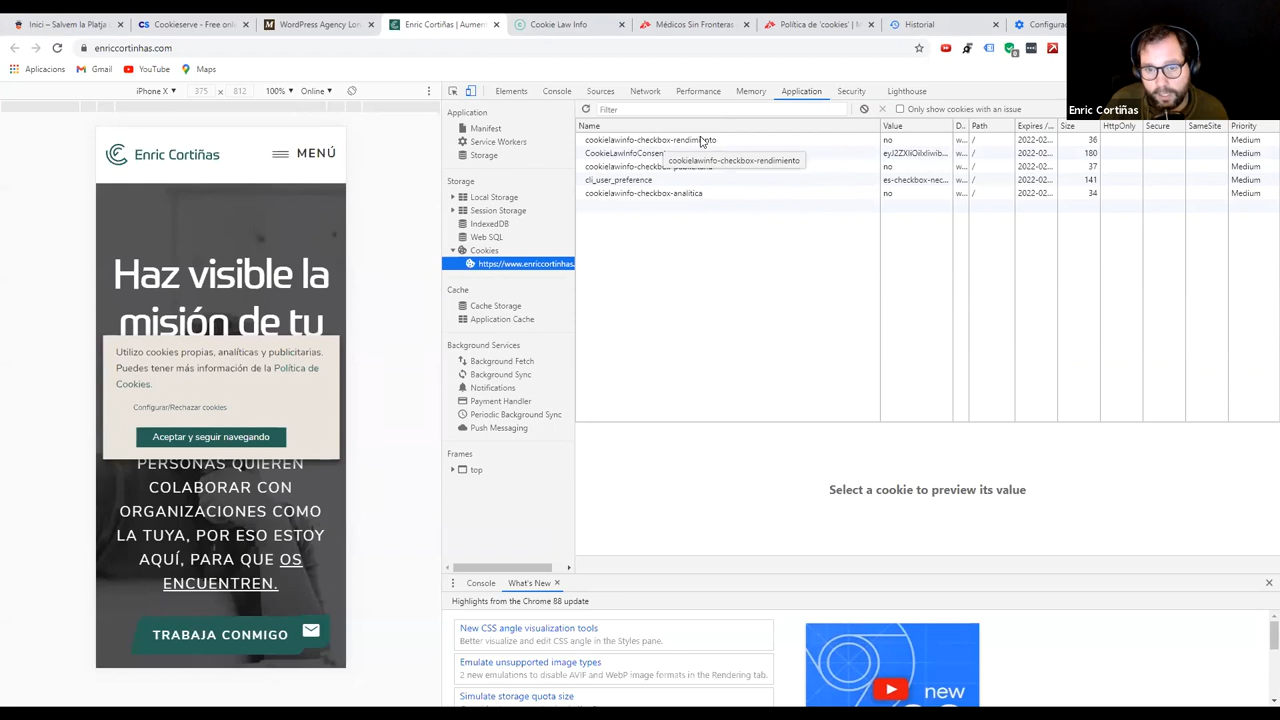 Inici – Salvem la Platja
Cookieserve - Free onli
WordPress Agency Lon
Enric Cortiñas | Aumen
Cookie Law Info
Médicos Sin Fronteras
Política de 'cookies' | M
Historial
Configurac
enriccortinhas.com
Aplicacions
Gmail
YouTube
Maps
Enric Cortiñas
iPhone X
375
x
812
100%
Online
Elements
Console
Sources
Network
Performance
Application
Memory
Security
Lighthouse
Application
Manifest
Service Workers
Storage
Storage
Local Storage
Session Storage
IndexedDB
Web SQL
Cookies
https://www.enriccortinhas.
Cache
Cache Storage
Application Cache
Background Services
Background Fetch
Background Sync
Notifications
Payment Handler
Periodic Background Sync
Push Messaging
Frames
top
Filter
Only show cookies with an issue
Name Value D.. Path Expires /... Size HttpOnly Secure SameSite Priority
cookielawinfo-checkbox-rendimiento no w... / 2022-02... 36 Medium
CookieLawInfoConsen w... / 2022-02... 180 Medium
cookielawinfo-checkbox-rendimiento
no w... / 2022-02... 37 Medium
cli_user_preference es-checkbox-nec... w... / 2022-02... 141 Medium
cookielawinfo-checkbox-analitica no w... / 2022-02... 34 Medium
Select a cookie to preview its value
Enric Cortiñas
MENÚ
Haz visible la
misión de tu
Utilizo cookies propias, analíticas y publicitarias.
Puedes tener más información de la Política de
Cookies.
Configurar/Rechazar cookies
Aceptar y seguir navegando
PERSONAS QUIEREN
COLABORAR CON
ORGANIZACIONES COMO
LA TUYA, POR ESO ESTOY
AQUÍ, PARA QUE OS
ENCUENTREN.
TRABAJA CONMIGO
Console
What's New
Highlights from the Chrome 88 update
New CSS angle visualization tools
Better visualize and edit CSS angle in the Styles pane.
Emulate unsupported image types
2 new emulations to disable AVIF and WebP image formats in the Rendering tab.
Simulate storage quota size
new